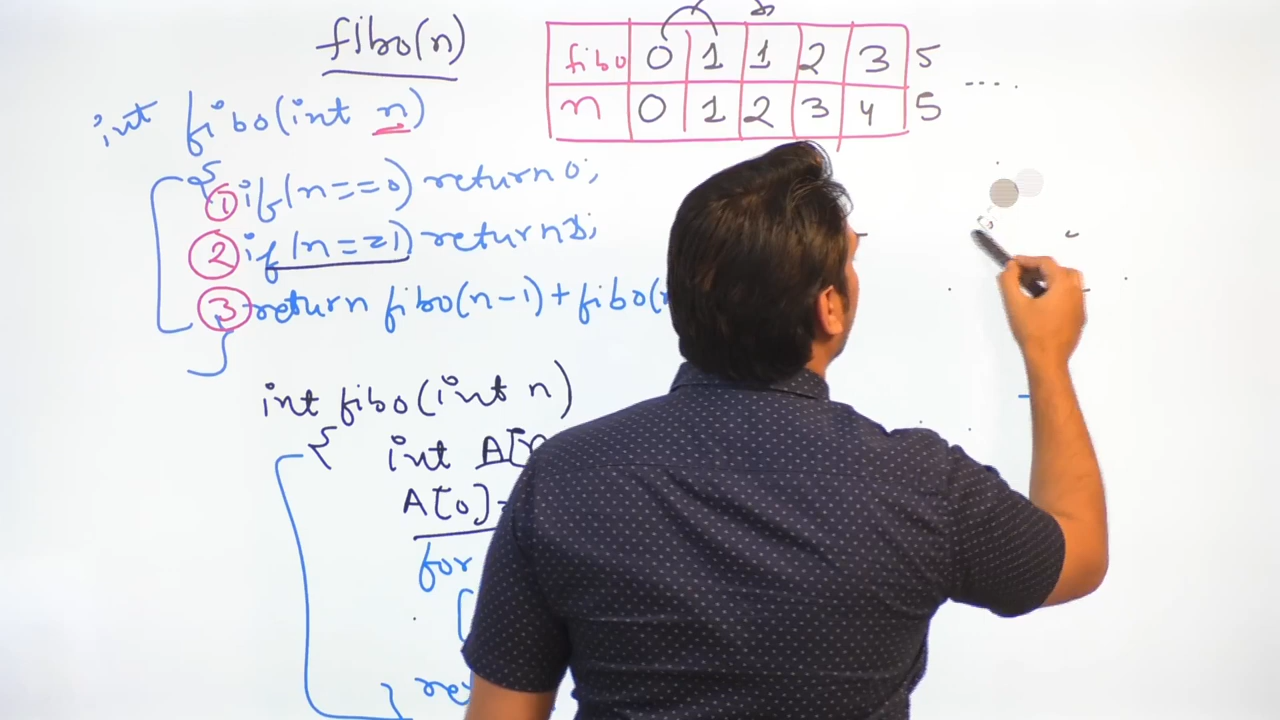 fibo(n)
fibo 0 1 1 2 3 5
n 0 1 2 3 4 5 ....
int fibo(int n)
{
① if(n==0) return 0;
② if(n==1) return 1;
③ return fibo(n-1)+fibo(
}
int fibo(int n)
{
int A[
A[0]=
for
{
}